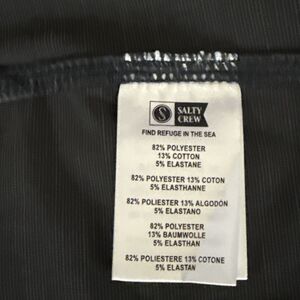 S
SALTY
CREW
FIND REFUGE IN THE SEA
82% POLYESTER
13% COTTON
5% ELASTANE
82% POLYESTER 13% COTON
5% ELASTHANNE
82% POLIESTER 13% ALGODÓN
5% ELASTANO
82% POLYESTER
13% BAUMWOLLE
5% ELASTHAN
82% POLIESTERE 13% COTONE
5% ELASTAN